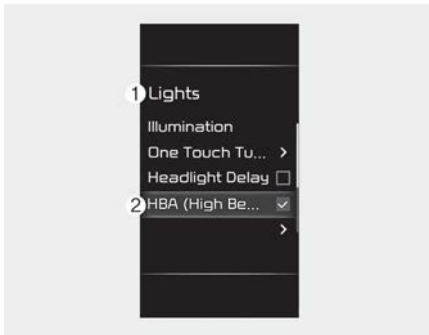 1 Lights
Illumination
One Touch Tu... >
Headlight Delay
2 HBA (High Be...
>